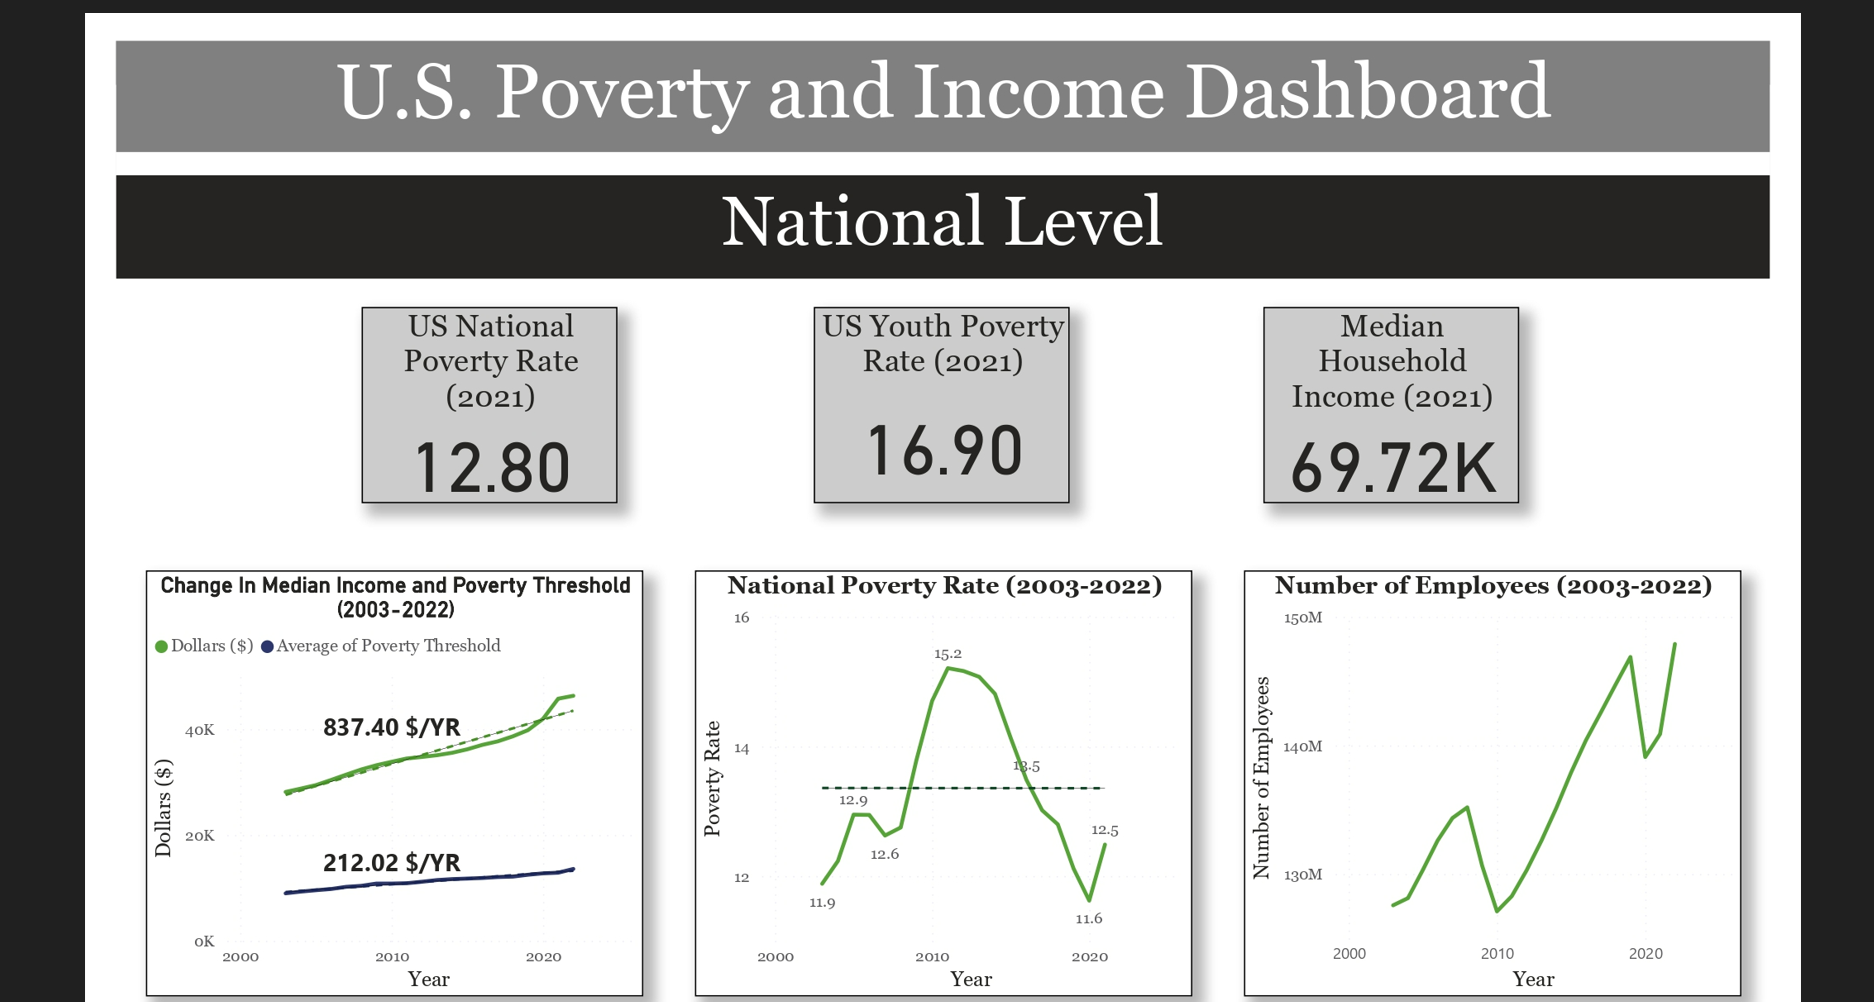 U.S. Poverty and Income Dashboard
National Level
US National
Poverty Rate
(2021)
12.80
US Youth Poverty
Rate (2021)
16.90
Median
Household
Income (2021)
69.72K
Change In Median Income and Poverty Threshold
(2003-2022)
Dollars ($) Average of Poverty Threshold
Dollars ($)
40K
20K
0K
837.40 $/YR
212.02 $/YR
2000 2010 2020
Year
National Poverty Rate (2003-2022)
Poverty Rate
16
14
12
15.2
13.5
12.9
12.6
12.5
11.9
11.6
2000 2010 2020
Year
Number of Employees (2003-2022)
Number of Employees
150M
140M
130M
2000 2010 2020
Year